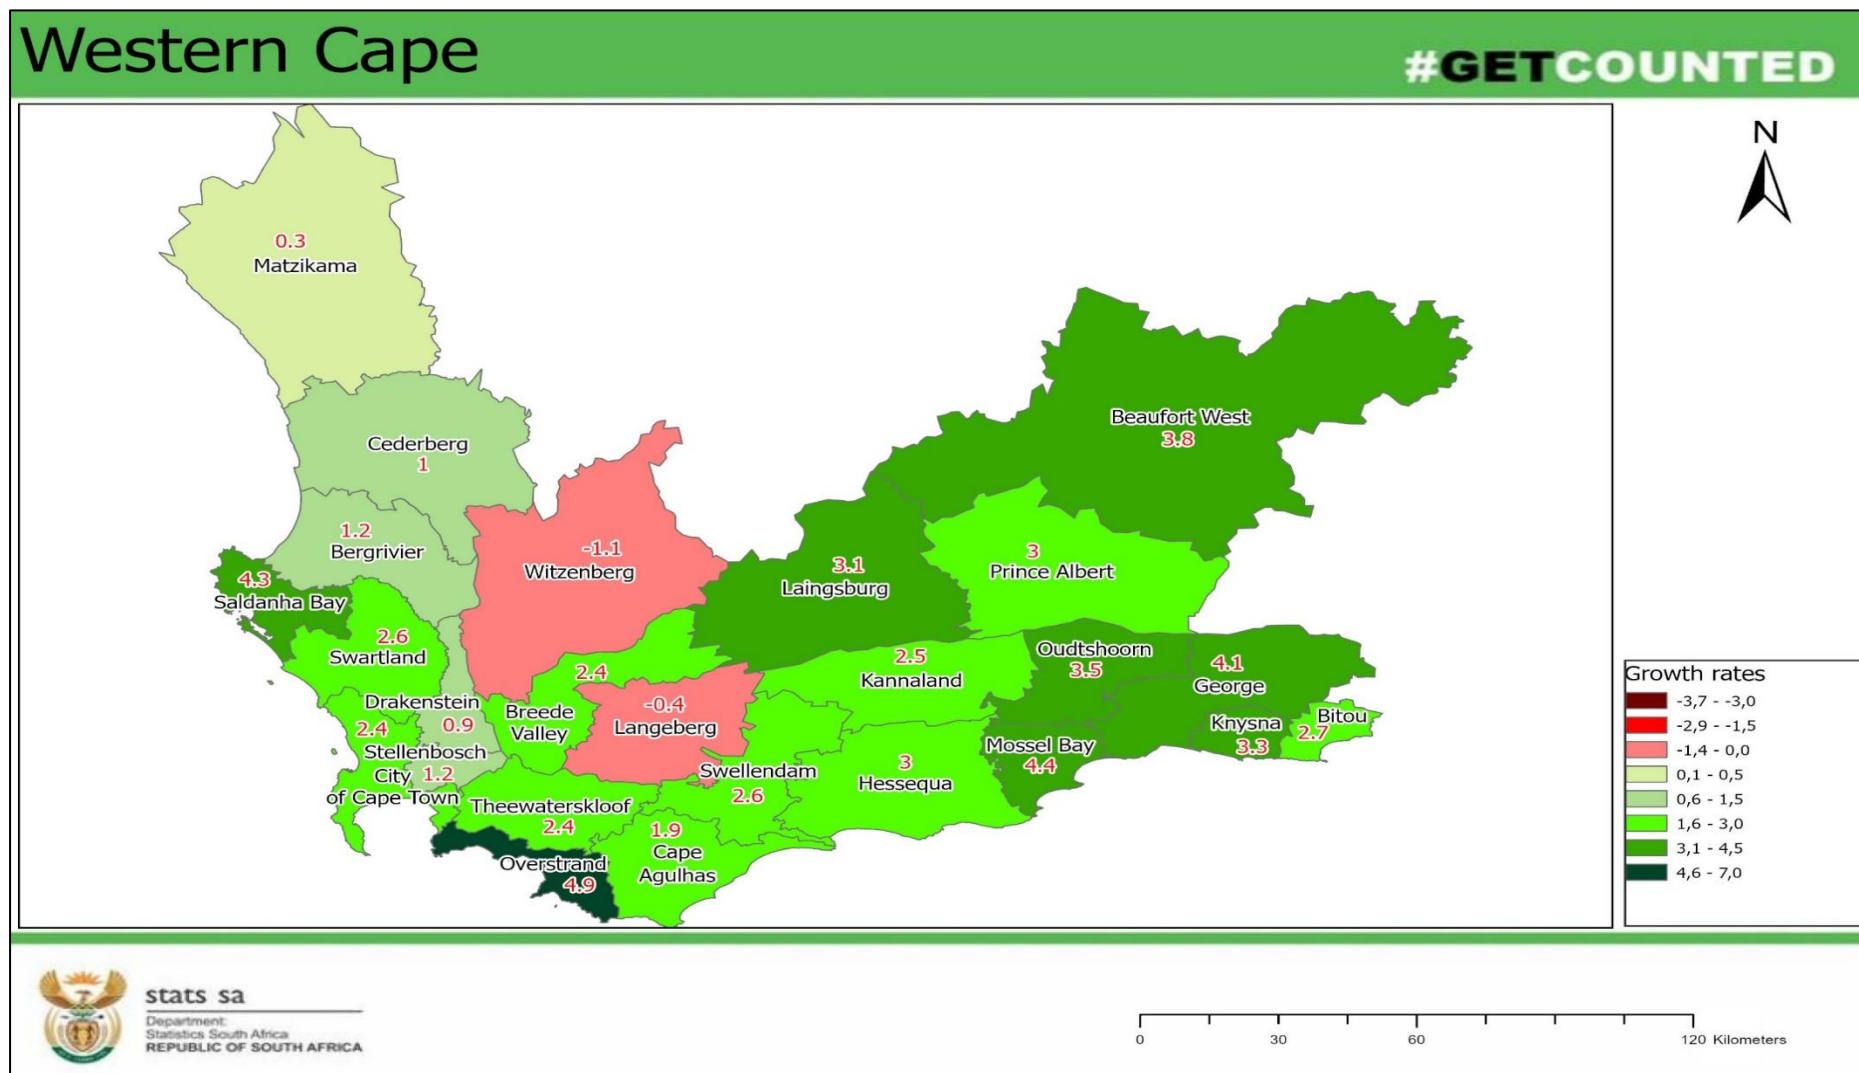 Western Cape
#GETCOUNTED
N
0.3
Matzikama
Cederberg
1
1.2
Bergrivier
-1.1
Witzenberg
4.3
Saldanha Bay
2.6
Swartland
Beaufort West
3.8
3.1
Laingsburg
3
Prince Albert
2.5
Kannaland
Oudtshoorn
3.5
4.1
George
Knysna
3.3
Bitou
2.7
Mossel Bay
4.4
3
Hessequa
2.4
Breede
Valley
-0.4
Langeberg
Drakenstein
0.9
2.4
Stellenbosch
1.2
City
of Cape Town
Swellendam
2.6
Theewaterskloof
2.4
1.9
Cape
Agulhas
Overstrand
4.9
Growth rates
-3,7 - -3,0
-2,9 - -1,5
-1,4 - 0,0
0,1 - 0,5
0,6 - 1,5
1,6 - 3,0
3,1 - 4,5
4,6 - 7,0
stats sa
Department:
Statistics South Africa
REPUBLIC OF SOUTH AFRICA
0 30 60 120 Kilometers